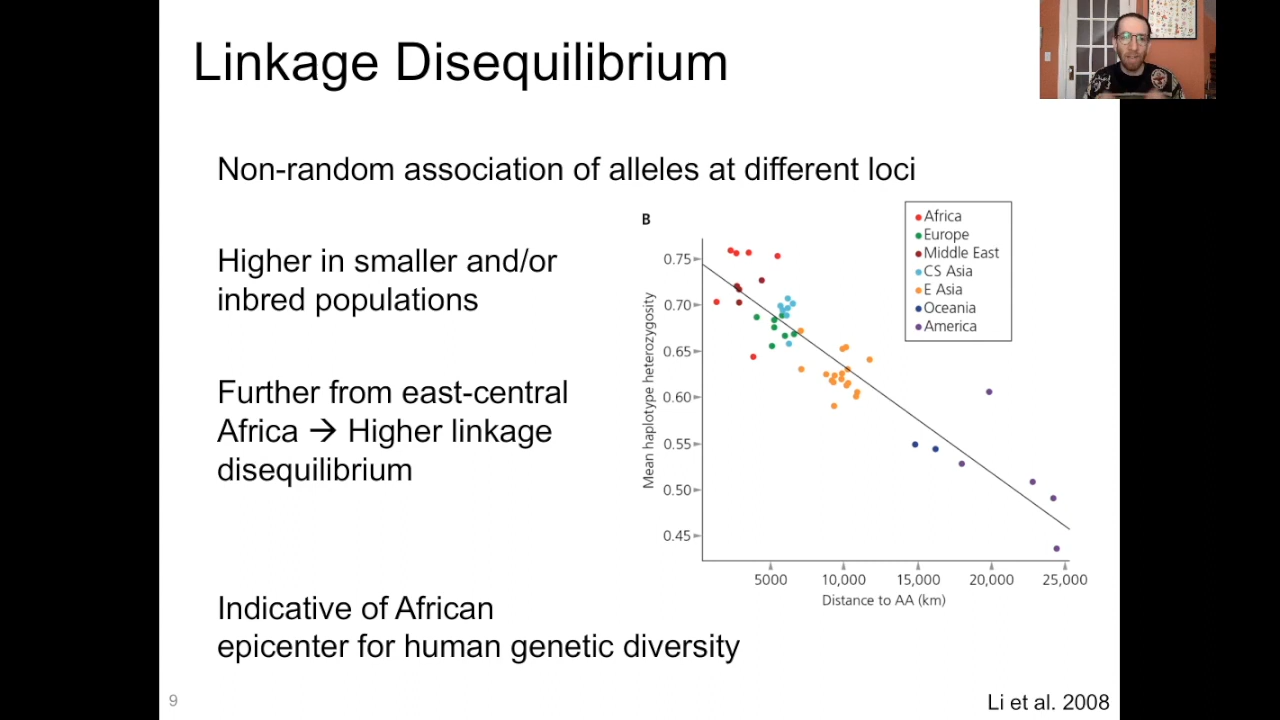 Linkage Disequilibrium
Non-random association of alleles at different loci
Higher in smaller and/or
inbred populations
Further from east-central
Africa → Higher linkage
disequilibrium
Indicative of African
epicenter for human genetic diversity
B
Africa
Europe
Middle East
CS Asia
E Asia
Oceania
America
Mean haplotype heterozygosity
0.75
0.70
0.65
0.60
0.55
0.50
0.45
5000 10,000 15,000 20,000 25,000
Distance to AA (km)
9
Li et al. 2008